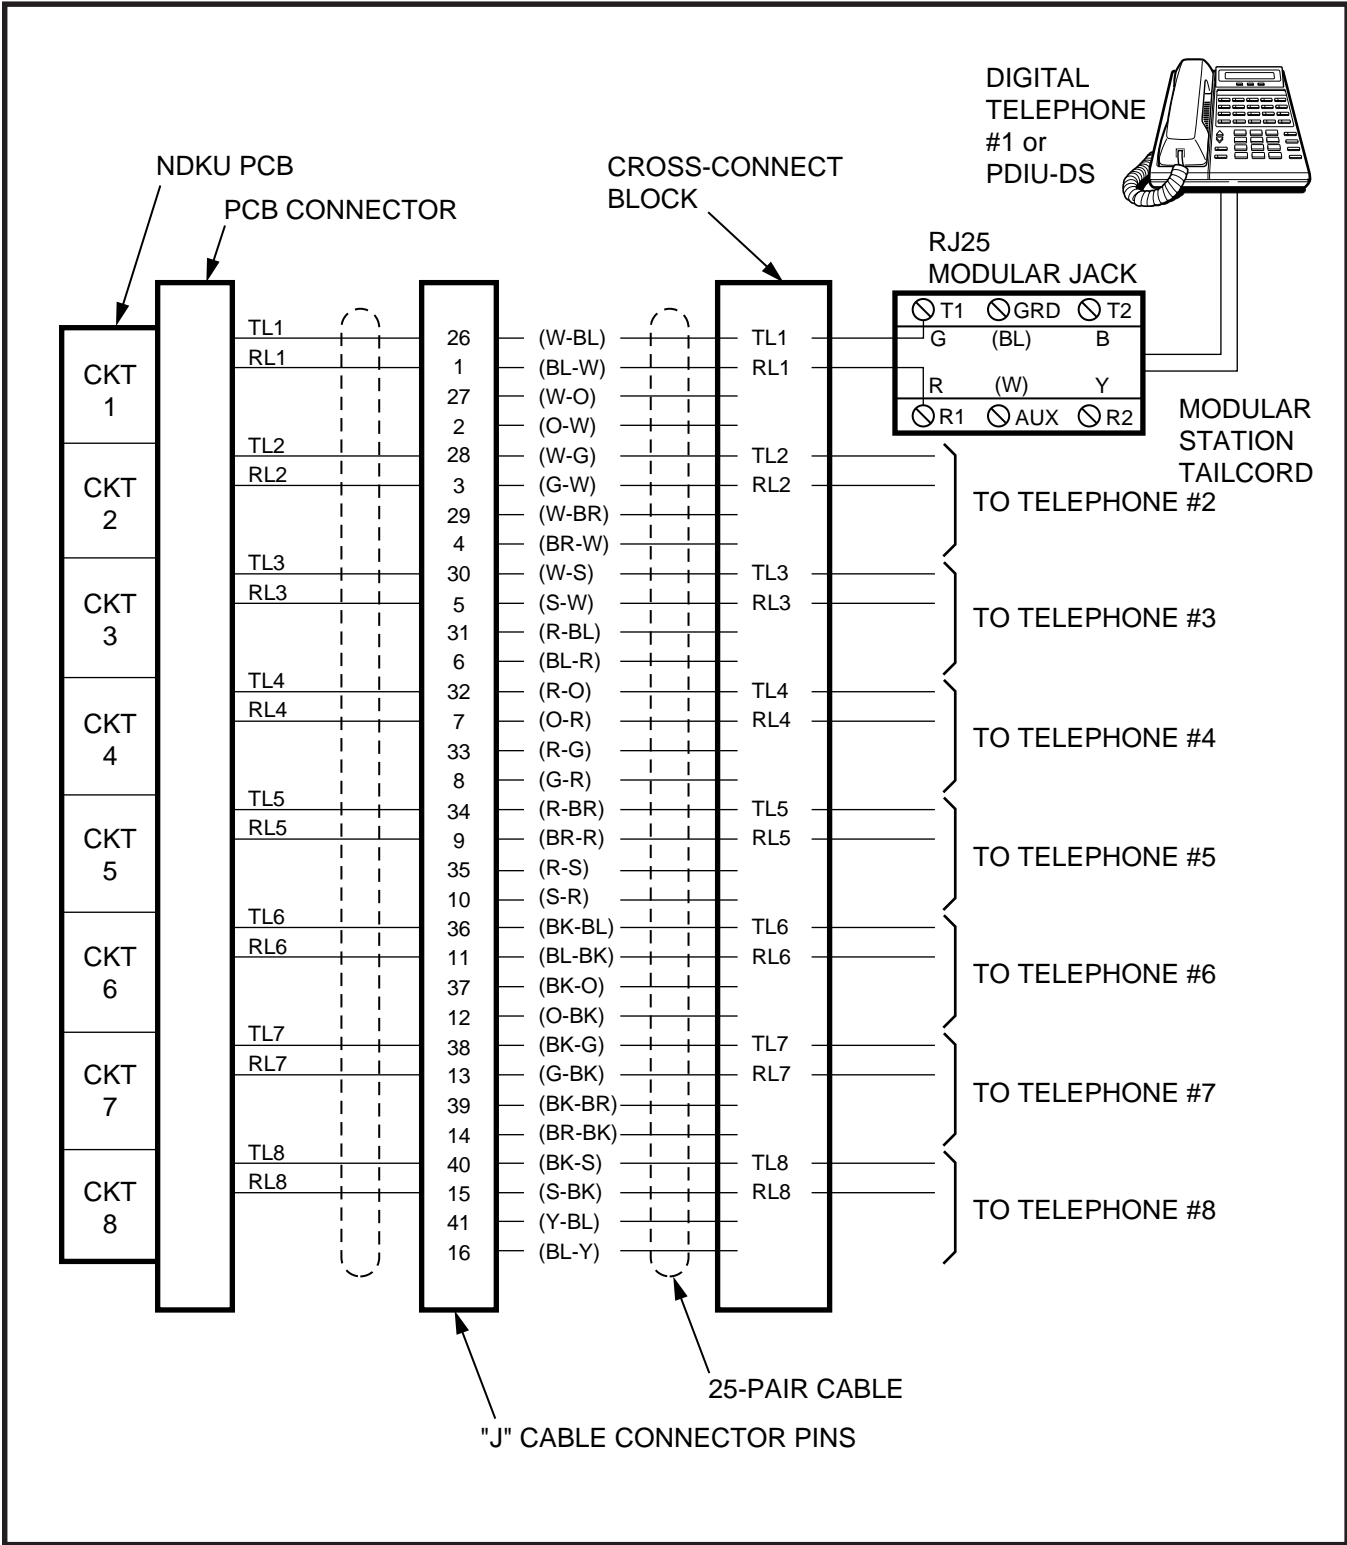 DIGITAL
TELEPHONE
#1 or
PDIU-DS
NDKU PCB
PCB CONNECTOR
CROSS-CONNECT
BLOCK
RJ25
MODULAR JACK
T1 GRD T2
G (BL) B
R (W) Y
R1 AUX R2
MODULAR
STATION
TAILCORD
CKT
1
TL1 26 (W-BL) TL1
RL1 1 (BL-W) RL1
27 (W-O)
2 (O-W)
CKT
2
TL2 28 (W-G) TL2
RL2 3 (G-W) RL2
29 (W-BR)
4 (BR-W)
TO TELEPHONE #2
CKT
3
TL3 30 (W-S) TL3
RL3 5 (S-W) RL3
31 (R-BL)
6 (BL-R)
TO TELEPHONE #3
CKT
4
TL4 32 (R-O) TL4
RL4 7 (O-R) RL4
33 (R-G)
8 (G-R)
TO TELEPHONE #4
CKT
5
TL5 34 (R-BR) TL5
RL5 9 (BR-R) RL5
35 (R-S)
10 (S-R)
TO TELEPHONE #5
CKT
6
TL6 36 (BK-BL) TL6
RL6 11 (BL-BK) RL6
37 (BK-O)
12 (O-BK)
TO TELEPHONE #6
CKT
7
TL7 38 (BK-G) TL7
RL7 13 (G-BK) RL7
39 (BK-BR)
14 (BR-BK)
TO TELEPHONE #7
CKT
8
TL8 40 (BK-S) TL8
RL8 15 (S-BK) RL8
41 (Y-BL)
16 (BL-Y)
TO TELEPHONE #8
25-PAIR CABLE
"J" CABLE CONNECTOR PINS